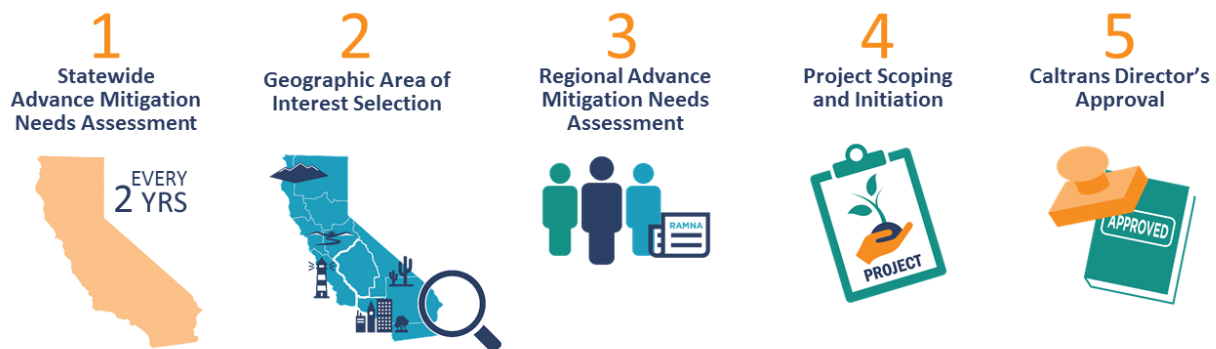 1
Statewide
Advance Mitigation
Needs Assessment
EVERY
2 YRS
2
Geographic Area of
Interest Selection
3
Regional Advance
Mitigation Needs
Assessment
RAMNA
4
Project Scoping
and Initiation
PROJECT
5
Caltrans Director’s
Approval
APPROVED